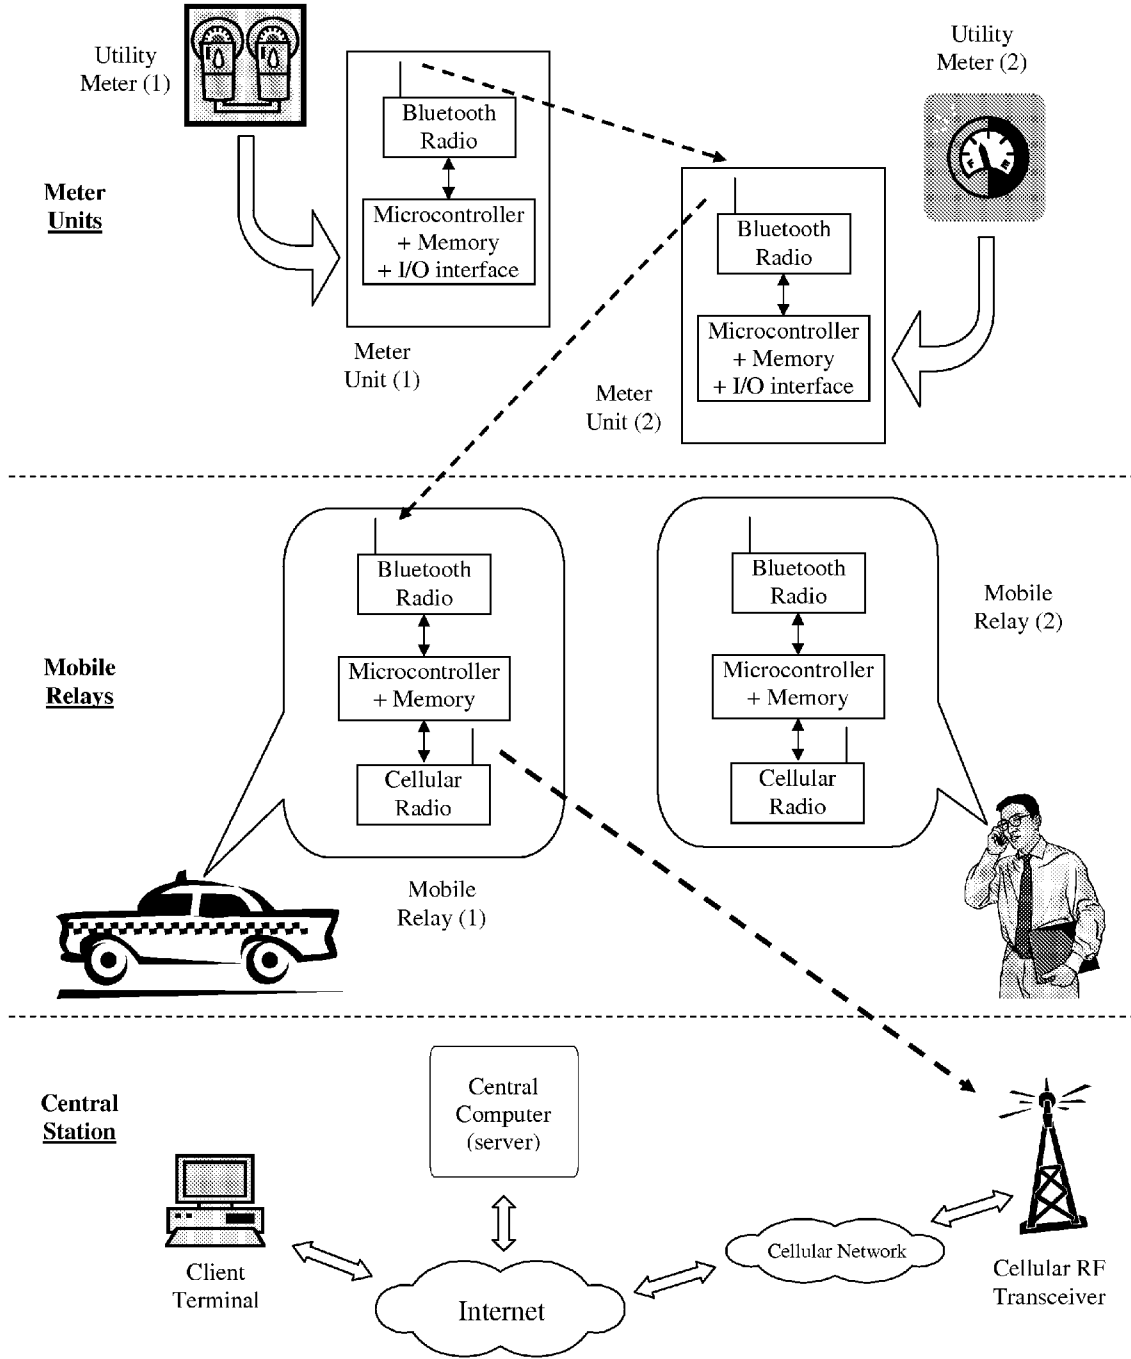 Utility
Meter (1)
Utility
Meter (2)
Meter
Units
Bluetooth
Radio
Microcontroller
+ Memory
+ I/O interface
Meter
Unit (1)
Bluetooth
Radio
Microcontroller
+ Memory
+ I/O interface
Meter
Unit (2)
Mobile
Relays
Bluetooth
Radio
Microcontroller
+ Memory
Cellular
Radio
Mobile
Relay (1)
Bluetooth
Radio
Microcontroller
+ Memory
Cellular
Radio
Mobile
Relay (2)
Central
Station
Central
Computer
(server)
Client
Terminal
Internet
Cellular Network
Cellular RF
Transceiver